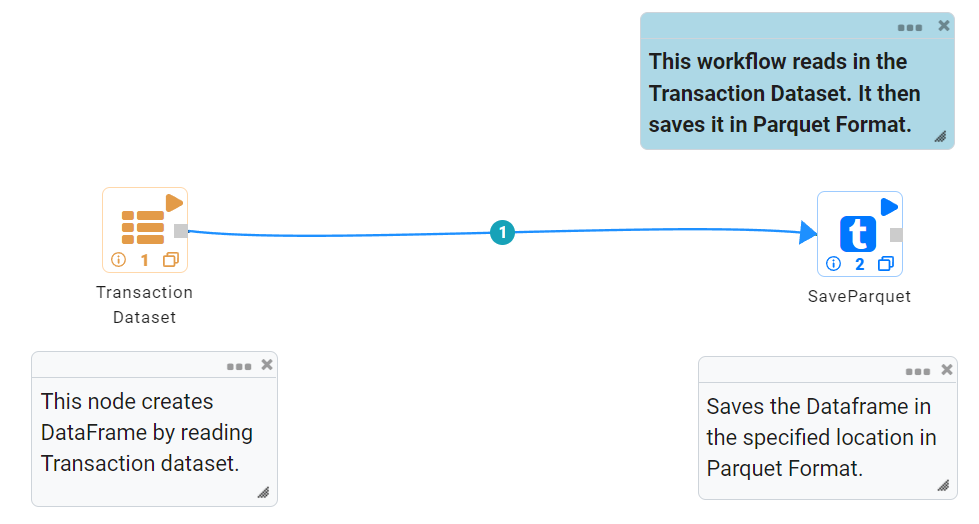 This workflow reads in the
Transaction Dataset. It then
saves it in Parquet Format.
1
t
1
2
Transaction
Dataset
SaveParquet
This node creates
DataFrame by reading
Transaction dataset.
Saves the Dataframe in
the specified location in
Parquet Format.